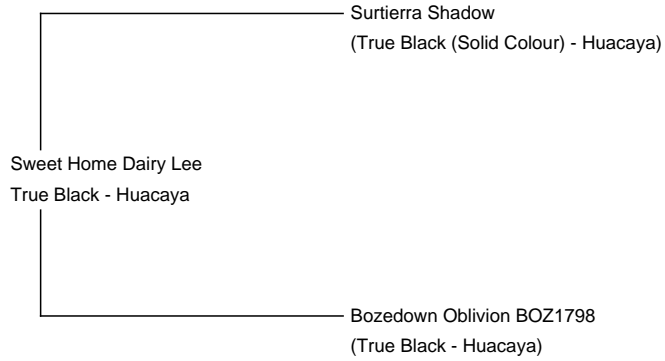 Surtierra Shadow
(True Black (Solid Colour) - Huacaya)
Sweet Home Dairy Lee
True Black - Huacaya
Bozedown Oblivion BOZ1798
(True Black - Huacaya)